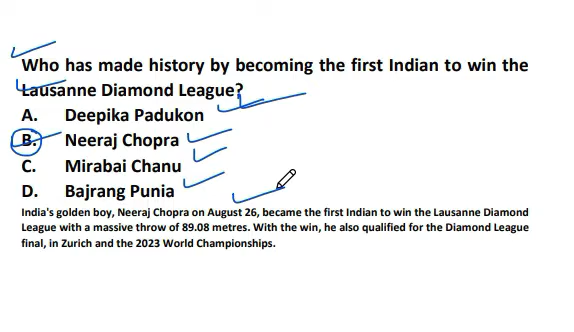 Who has made history by becoming the first Indian to win the
Lausanne Diamond League?
A. Deepika Padukon
B. Neeraj Chopra
C. Mirabai Chanu
D. Bajrang Punia
India's golden boy, Neeraj Chopra on August 26, became the first Indian to win the Lausanne Diamond
League with a massive throw of 89.08 metres. With the win, he also qualified for the Diamond League
final, in Zurich and the 2023 World Championships.